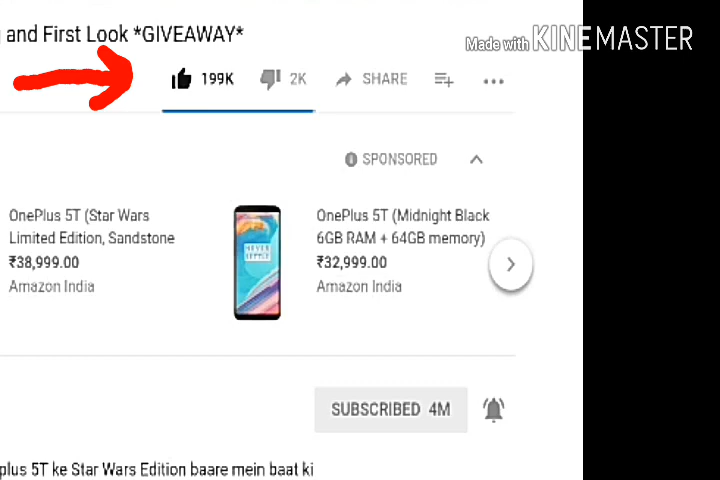 and First Look *GIVEAWAY*
Made with KINEMASTER
199K 2K SHARE
SPONSORED
OnePlus 5T (Star Wars
Limited Edition, Sandstone
₹38,999.00
Amazon India
OnePlus 5T (Midnight Black
6GB RAM + 64GB memory)
₹32,999.00
Amazon India
SUBSCRIBED 4M
plus 5T ke Star Wars Edition baare mein baat ki